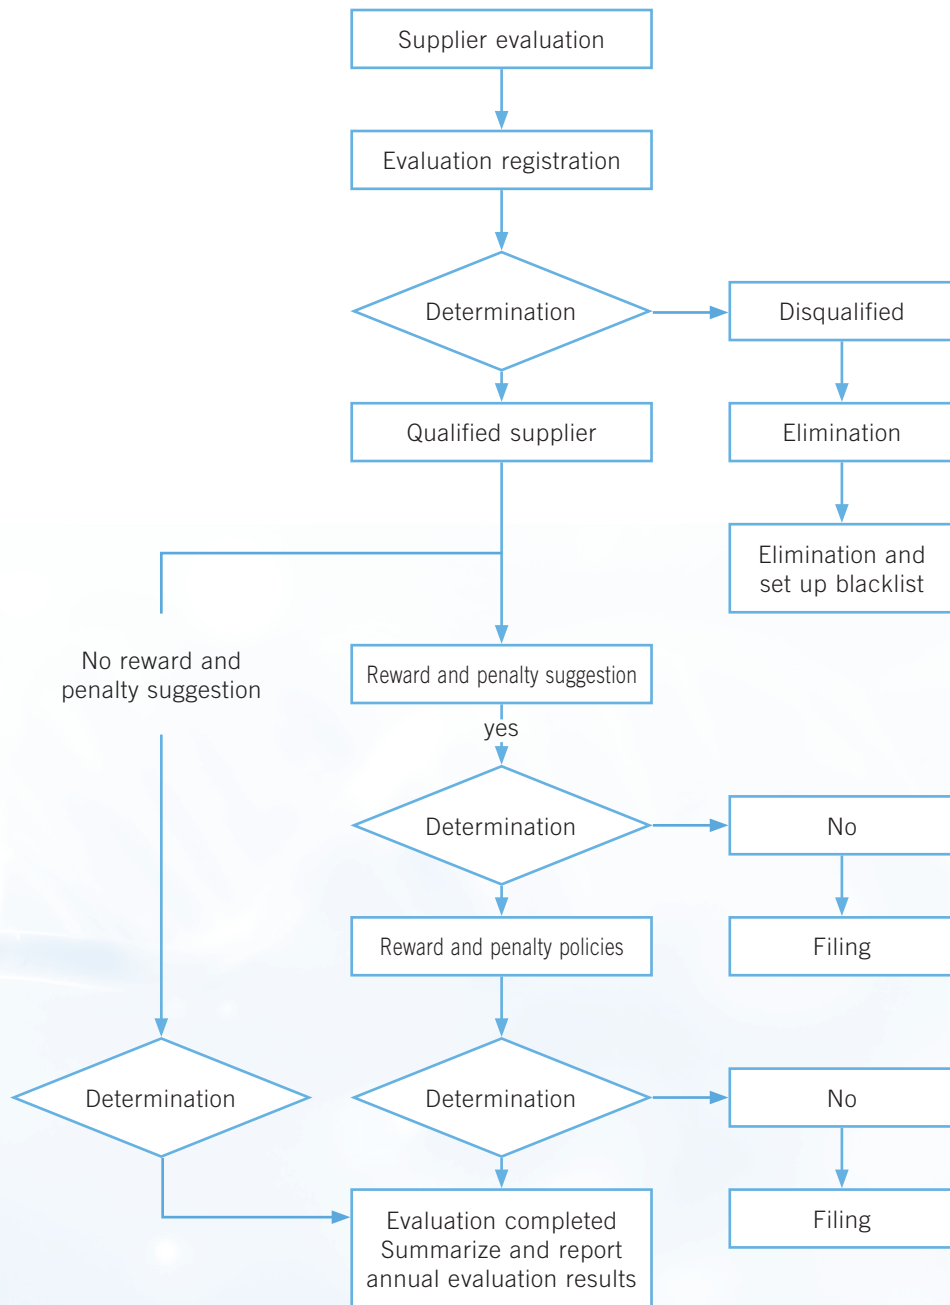 Supplier evaluation
Evaluation registration
Determination
Disqualified
Qualified supplier
Elimination
Elimination and
set up blacklist
No reward and
penalty suggestion
Reward and penalty suggestion
yes
Determination
No
Reward and penalty policies
Filing
Determination
Determination
No
Evaluation completed
Summarize and report
annual evaluation results
Filing